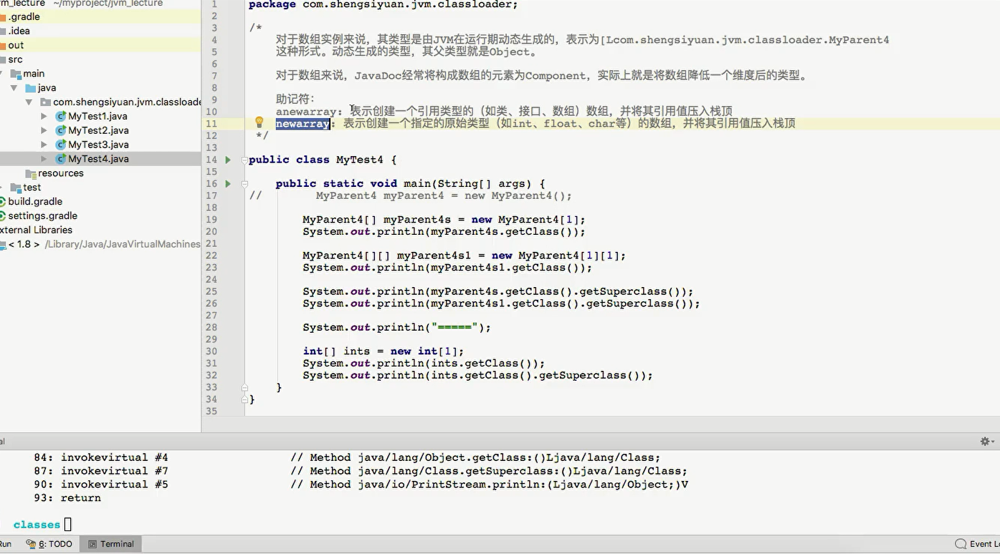 jvm_lecture ~/myproject/jvm_lecture
.gradle
.idea
out
src
main
java
com.shengsiyuan.jvm.classloade
MyTest1.java
MyTest2.java
MyTest3.java
MyTest4.java
resources
test
build.gradle
settings.gradle
xternal Libraries
< 1.8 > /Library/Java/JavaVirtualMachines
1 package com.shengsiyuan.jvm.classloader;
2
3 /*
4 对于数组实例来说，其类型是由JVM在运行期动态生成的，表示为[Lcom.shengsiyuan.jvm.classloader.MyParent4
5 这种形式。动态生成的类型，其父类型就是Object。
6
7 对于数组来说，JavaDoc经常将构成数组的元素为Component，实际上就是将数组降低一个维度后的类型。
8
9 助记符：
10 anewarray：表示创建一个引用类型的（如类、接口、数组）数组，并将其引用值压入栈顶
11 newarray：表示创建一个指定的原始类型（如int、float、char等）的数组，并将其引用值压入栈顶
12 */
13
14 public class MyTest4 {
15
16 public static void main(String[] args) {
17 // MyParent4 myParent4 = new MyParent4();
18
19 MyParent4[] myParent4s = new MyParent4[1];
20 System.out.println(myParent4s.getClass());
21
22 MyParent4[][] myParent4s1 = new MyParent4[1][1];
23 System.out.println(myParent4s1.getClass());
24
25 System.out.println(myParent4s.getClass().getSuperclass());
26 System.out.println(myParent4s1.getClass().getSuperclass());
27
28 System.out.println("=====");
29
30 int[] ints = new int[1];
31 System.out.println(ints.getClass());
32 System.out.println(ints.getClass().getSuperclass());
33 }
34 }
35
al
84: invokevirtual #4 // Method java/lang/Object.getClass:()Ljava/lang/Class;
87: invokevirtual #7 // Method java/lang/Class.getSuperclass:()Ljava/lang/Class;
90: invokevirtual #5 // Method java/io/PrintStream.println:(Ljava/lang/Object;)V
93: return
classes
Run 6: TODO Terminal Event L